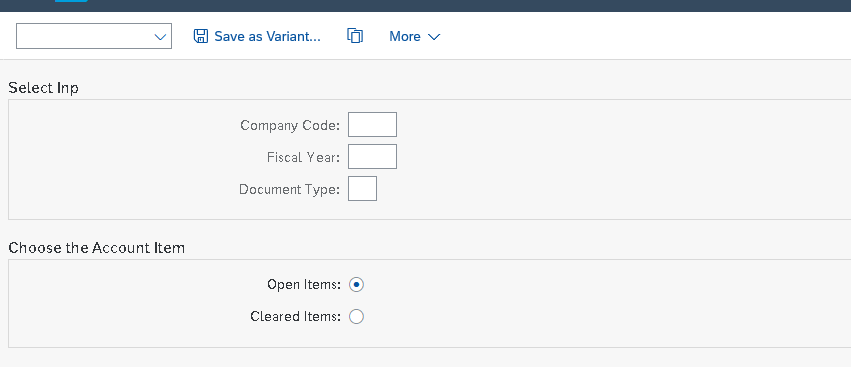 Save as Variant... More
Select Inp
Company Code:
Fiscal Year:
Document Type:
Choose the Account Item
Open Items:
Cleared Items: